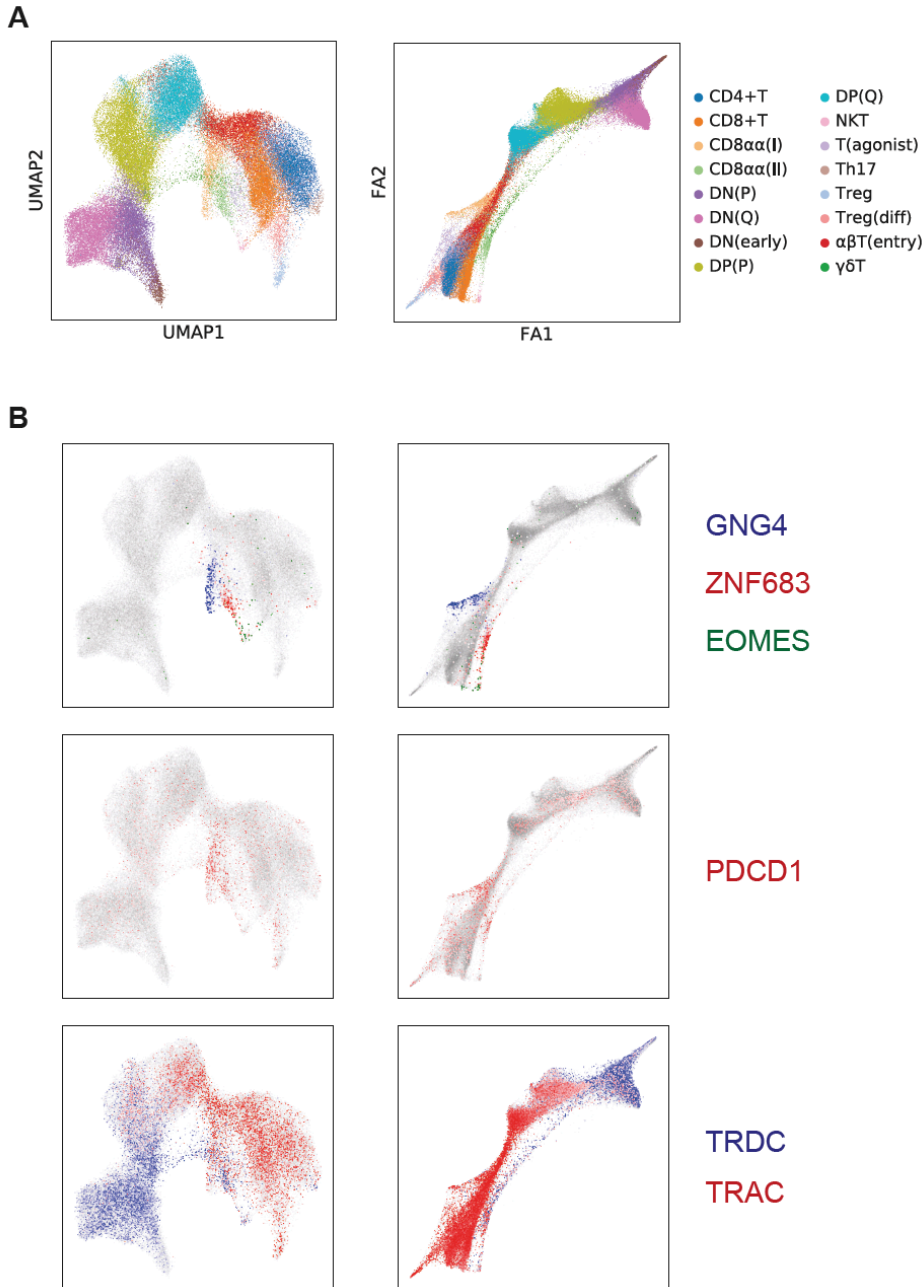 A
UMAP2
UMAP1
FA2
FA1
CD4+T
CD8+T
CD8αα(I)
CD8αα(II)
DN(P)
DN(Q)
DN(early)
DP(P)
DP(Q)
NKT
T(agonist)
Th17
Treg
Treg(diff)
αβT(entry)
γδT
B
GNG4
ZNF683
EOMES
PDCD1
TRDC
TRAC